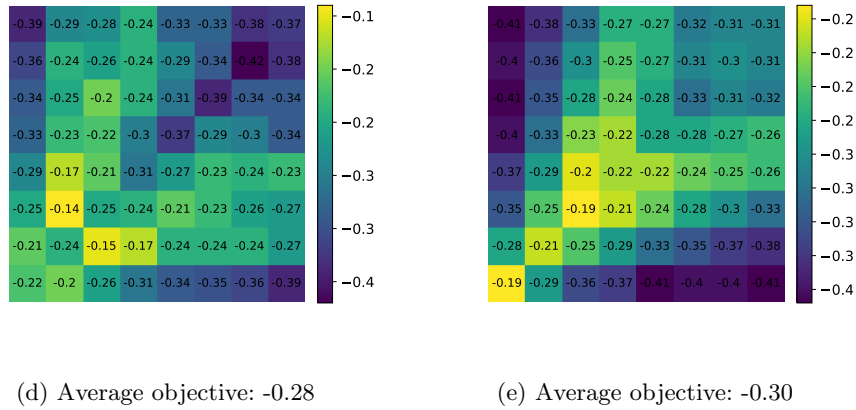 -0.39 -0.29 -0.28 -0.24 -0.33 -0.33 -0.38 -0.37
-0.36 -0.24 -0.26 -0.24 -0.29 -0.34 -0.42 -0.38
-0.34 -0.25 -0.2 -0.24 -0.31 -0.39 -0.34 -0.34
-0.33 -0.23 -0.22 -0.3 -0.37 -0.29 -0.3 -0.34
-0.29 -0.17 -0.21 -0.31 -0.27 -0.23 -0.24 -0.23
-0.25 -0.14 -0.25 -0.24 -0.21 -0.23 -0.26 -0.27
-0.21 -0.24 -0.15 -0.17 -0.24 -0.24 -0.24 -0.27
-0.22 -0.2 -0.26 -0.31 -0.34 -0.35 -0.36 -0.39
−0.1
−0.2
−0.2
−0.2
−0.3
−0.3
−0.4
(d) Average objective: -0.28
-0.41 -0.38 -0.33 -0.27 -0.27 -0.31 -0.31 -0.31
-0.4 -0.36 -0.3 -0.25 -0.27 -0.31 -0.3 -0.31
-0.41 -0.35 -0.28 -0.24 -0.28 -0.33 -0.31 -0.32
-0.4 -0.33 -0.23 -0.22 -0.28 -0.28 -0.27 -0.26
-0.37 -0.29 -0.2 -0.22 -0.22 -0.24 -0.25 -0.26
-0.35 -0.25 -0.19 -0.21 -0.24 -0.28 -0.3 -0.33
-0.28 -0.21 -0.25 -0.29 -0.33 -0.35 -0.37 -0.38
-0.19 -0.29 -0.36 -0.37 -0.41 -0.4 -0.4 -0.41
−0.2
−0.2
−0.2
−0.3
−0.3
−0.3
−0.4
−0.4
(e) Average objective: -0.30